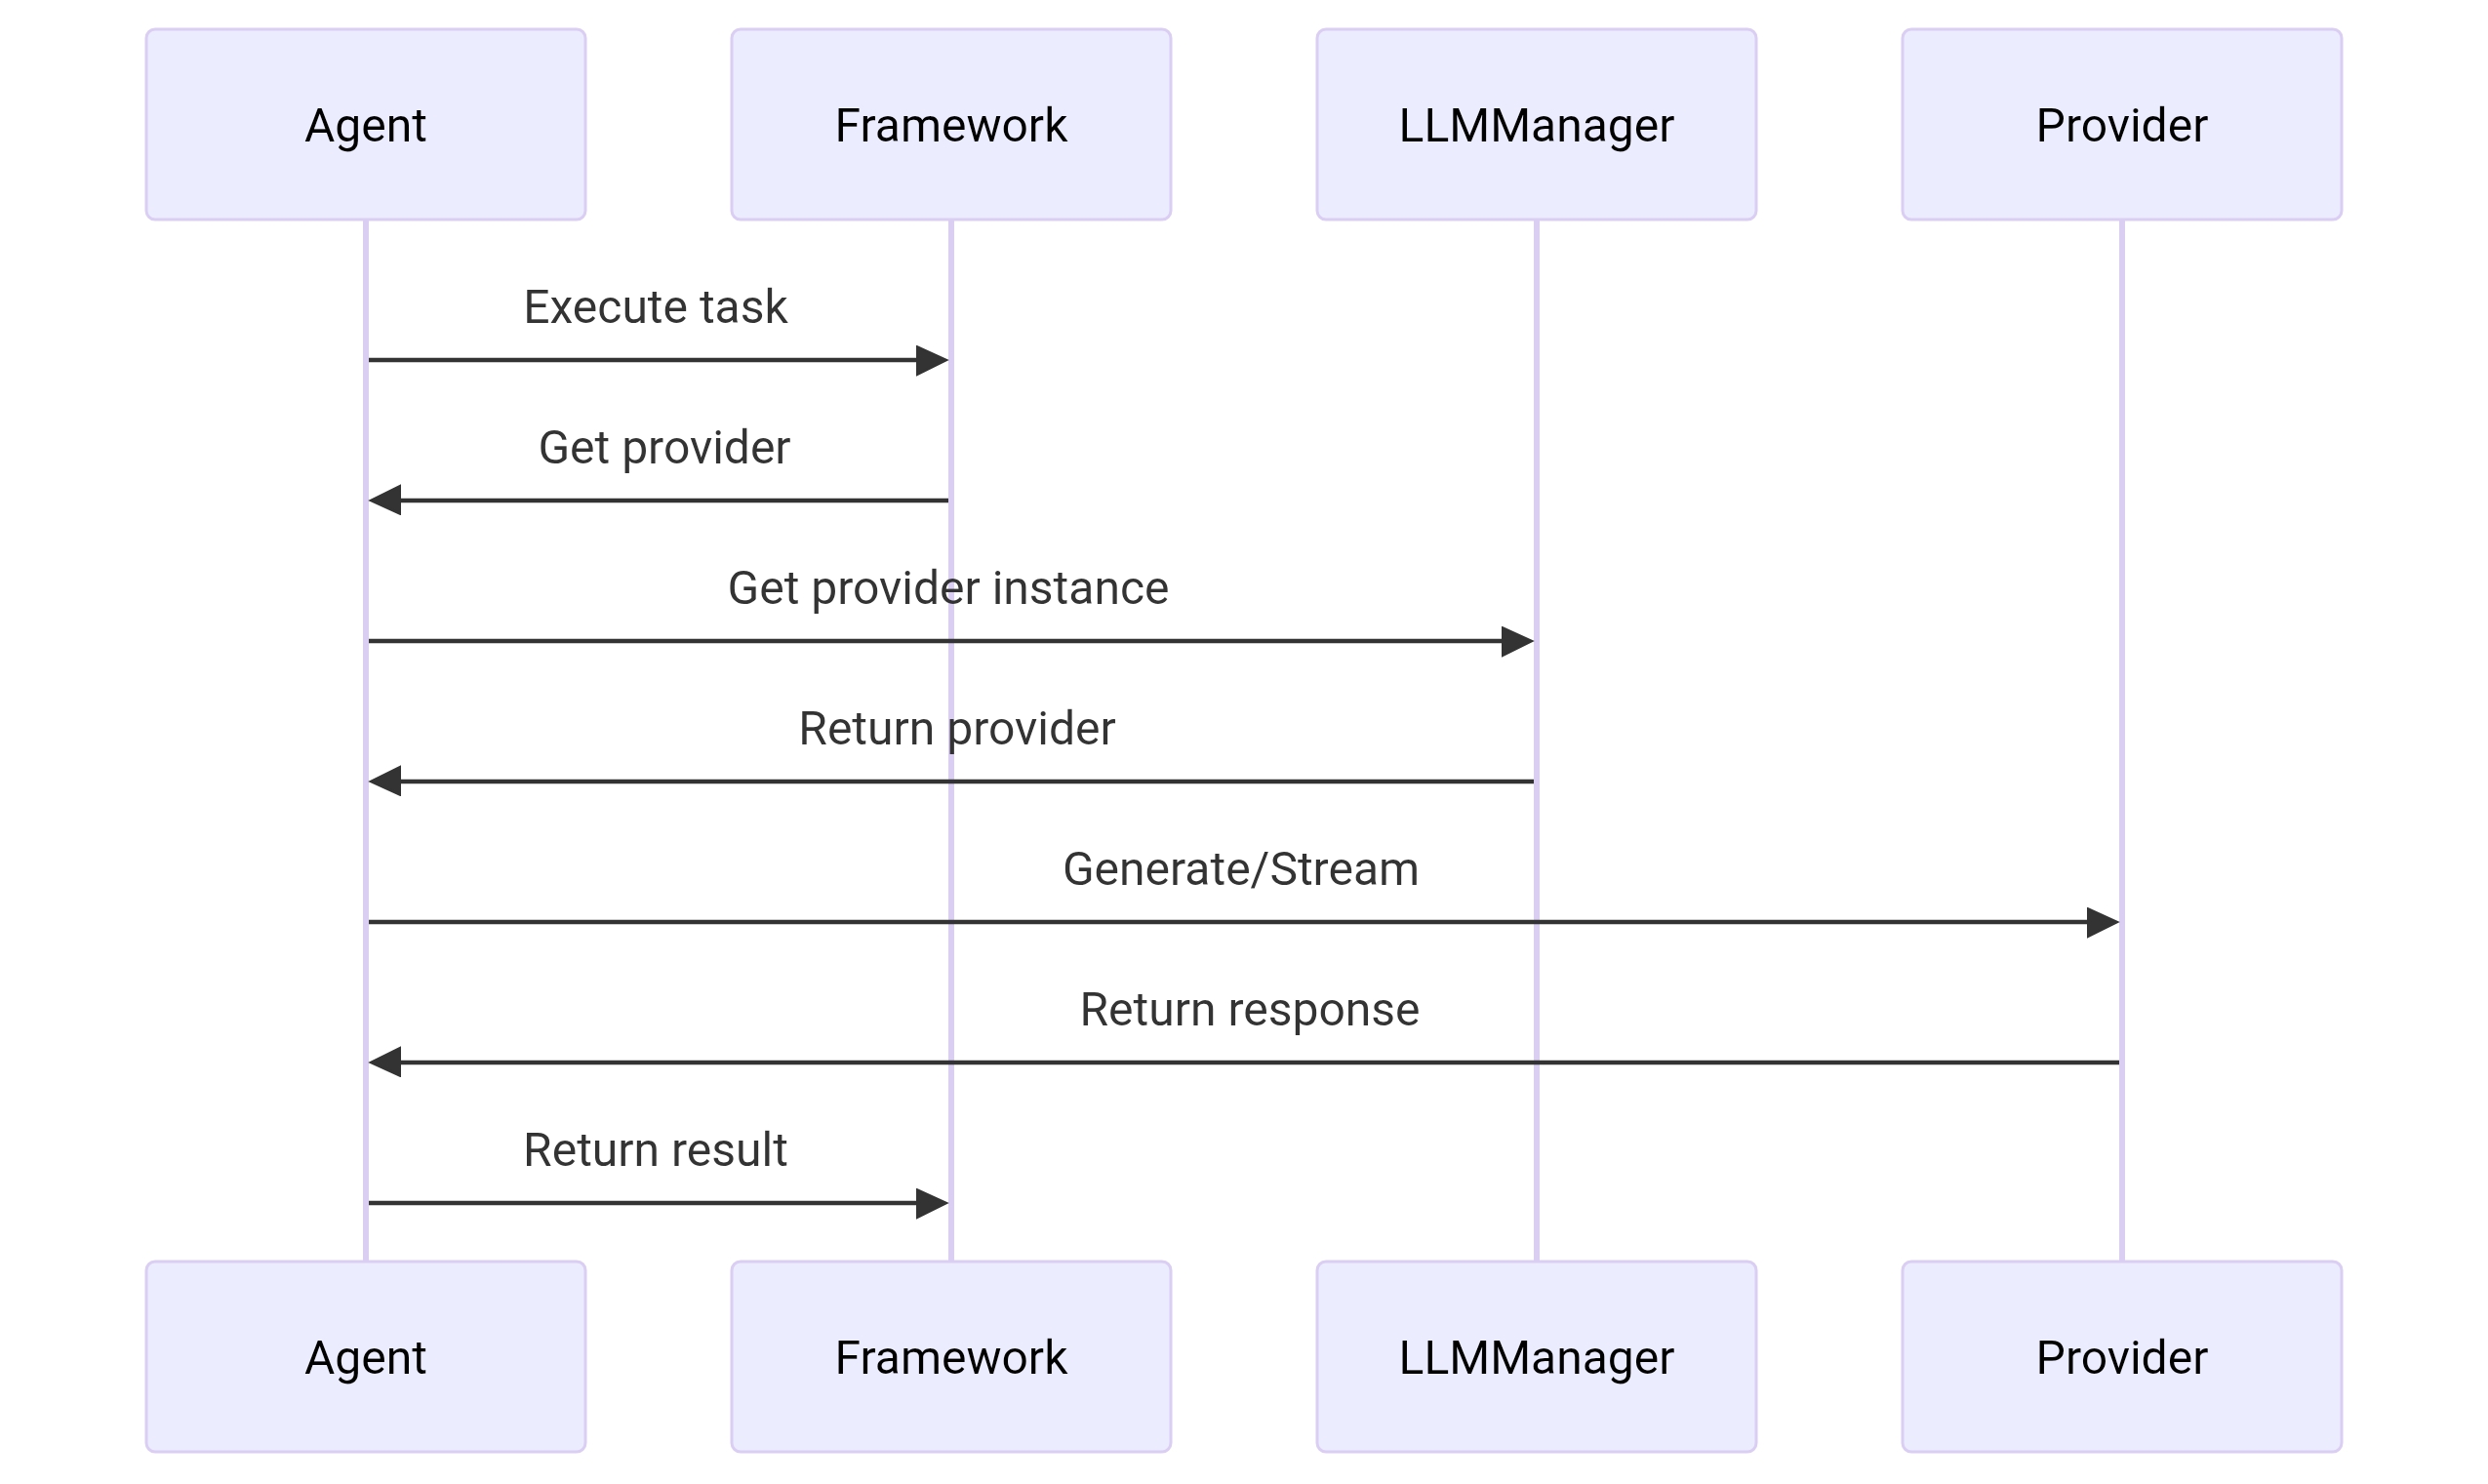 Agent
Framework
LLMManager
Provider
Execute task
Get provider
Get provider instance
Return provider
Generate/Stream
Return response
Return result
Agent
Framework
LLMManager
Provider